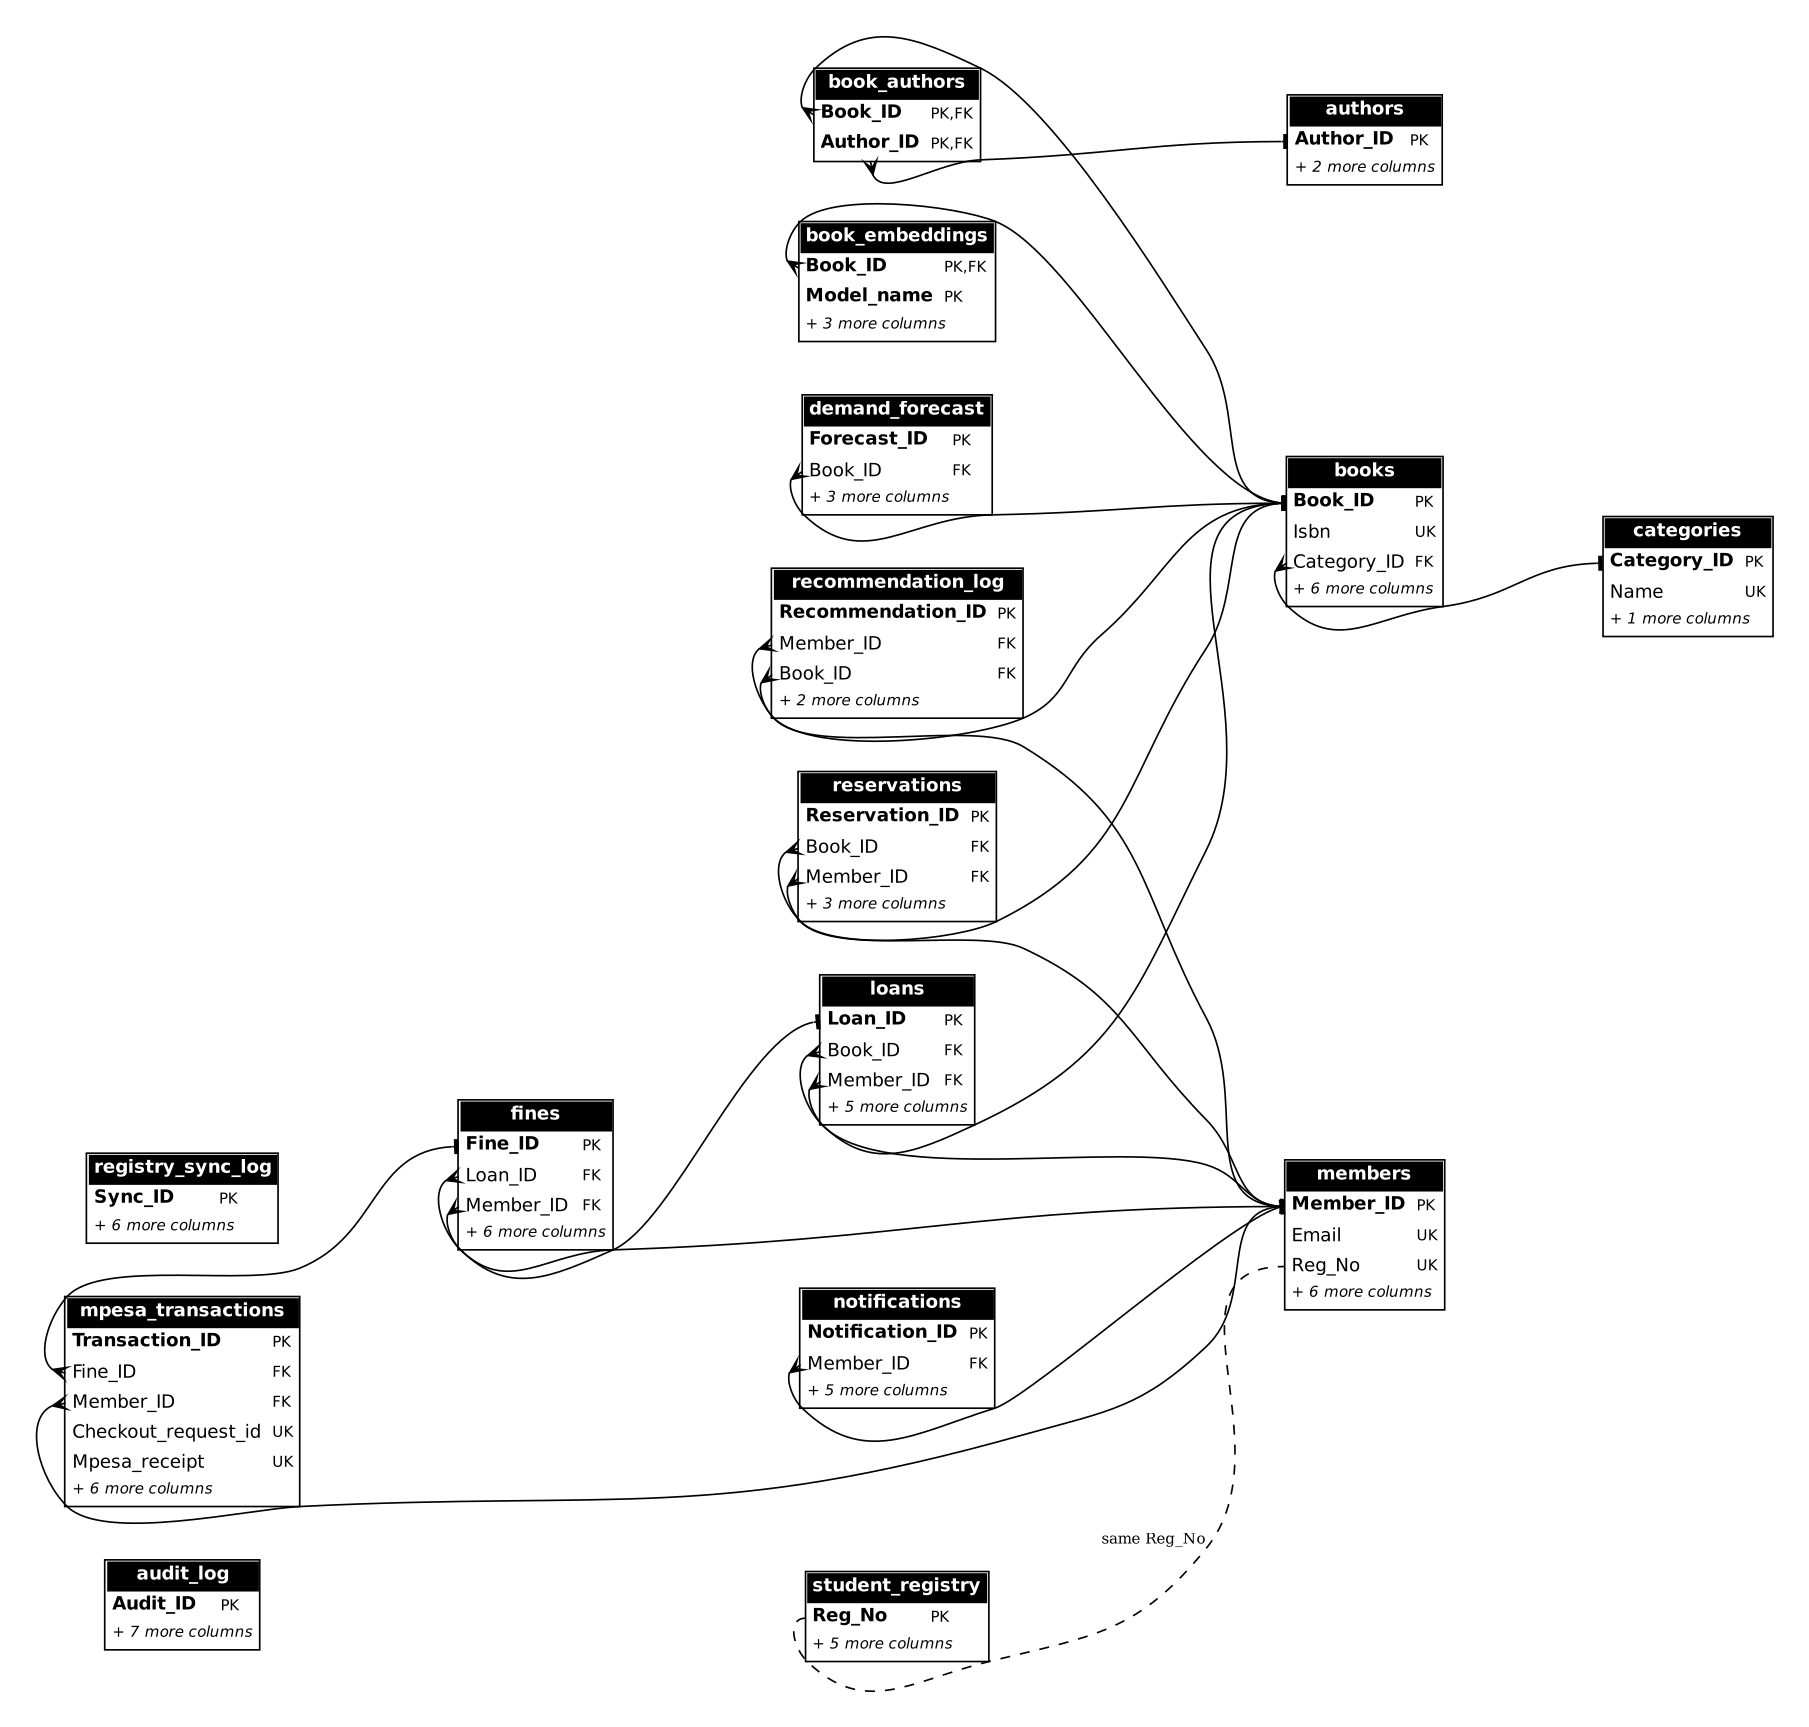 book_authors
Book_ID PK,FK
Author_ID PK,FK
authors
Author_ID PK
+ 2 more columns
book_embeddings
Book_ID PK,FK
Model_name PK
+ 3 more columns
demand_forecast
Forecast_ID PK
Book_ID FK
+ 3 more columns
books
Book_ID PK
Isbn UK
Category_ID FK
+ 6 more columns
categories
Category_ID PK
Name UK
+ 1 more columns
recommendation_log
Recommendation_ID PK
Member_ID FK
Book_ID FK
+ 2 more columns
reservations
Reservation_ID PK
Book_ID FK
Member_ID FK
+ 3 more columns
loans
Loan_ID PK
Book_ID FK
Member_ID FK
+ 5 more columns
fines
Fine_ID PK
Loan_ID FK
Member_ID FK
+ 6 more columns
registry_sync_log
Sync_ID PK
+ 6 more columns
members
Member_ID PK
Email UK
Reg_No UK
+ 6 more columns
mpesa_transactions
Transaction_ID PK
Fine_ID FK
Member_ID FK
Checkout_request_id UK
Mpesa_receipt UK
+ 6 more columns
notifications
Notification_ID PK
Member_ID FK
+ 5 more columns
same Reg_No
audit_log
Audit_ID PK
+ 7 more columns
student_registry
Reg_No PK
+ 5 more columns